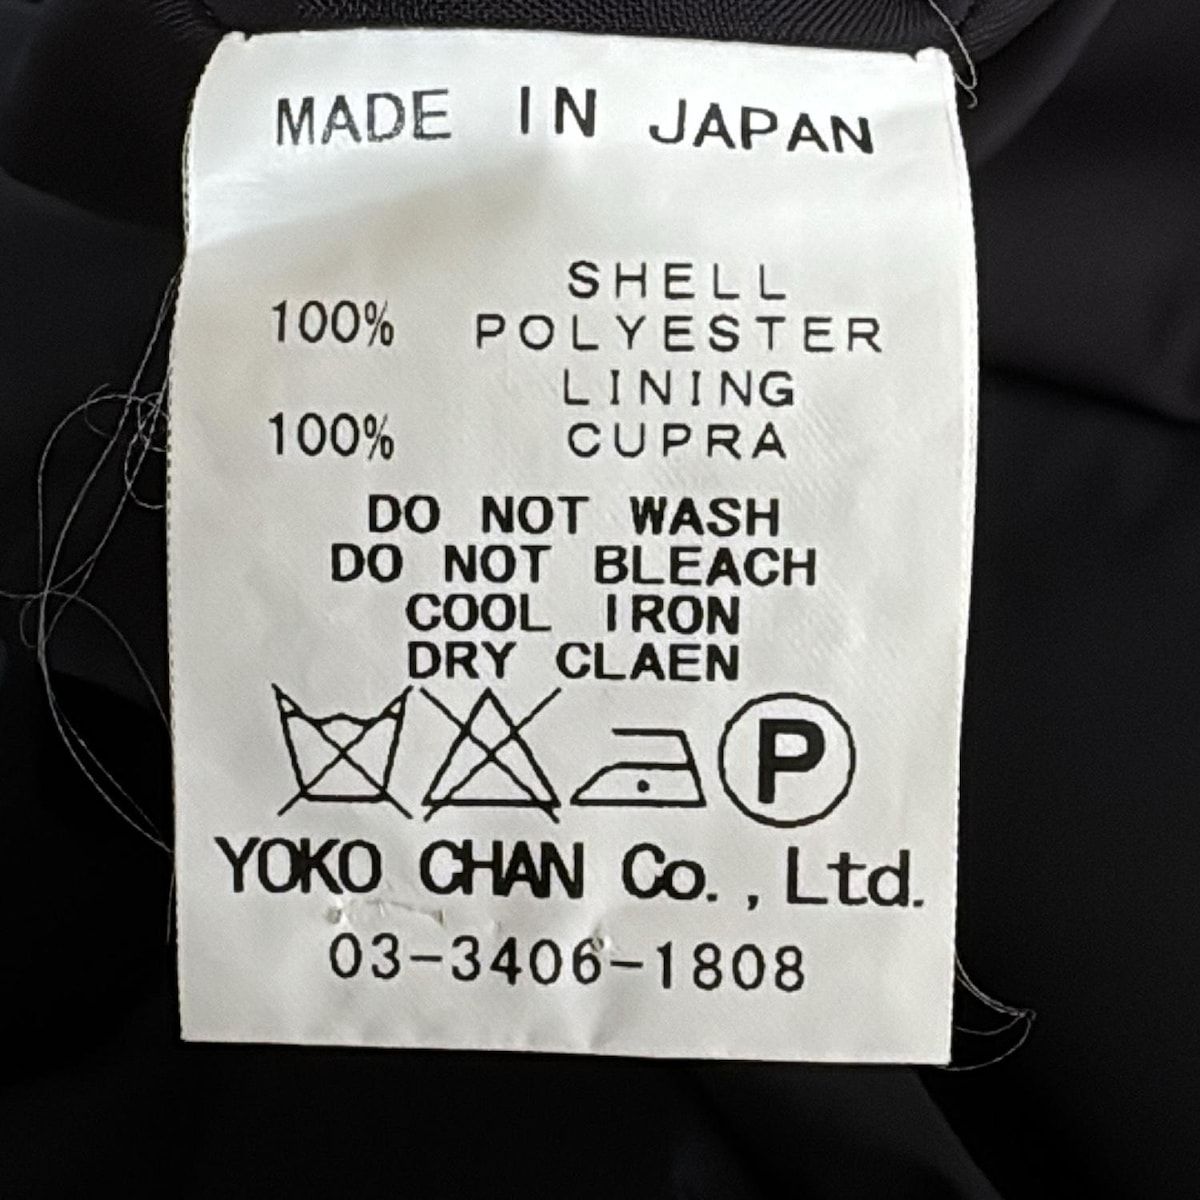 MADE IN JAPAN
SHELL
100% POLYESTER
LINING
100% CUPRA
DO NOT WASH
DO NOT BLEACH
COOL IRON
DRY CLAEN
P
YOKO CHAN Co., Ltd.
03-3406-1808